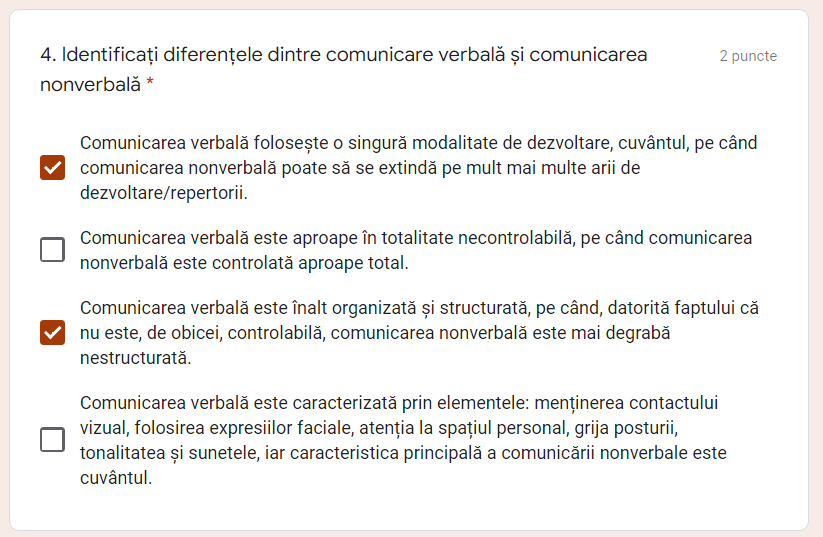 4. Identificați diferențele dintre comunicare verbală și comunicarea
nonverbală *
2 puncte
Comunicarea verbală folosește o singură modalitate de dezvoltare, cuvântul, pe când
comunicarea nonverbală poate să se extindă pe mult mai multe arii de
dezvoltare/repertorii.
Comunicarea verbală este aproape în totalitate necontrolabilă, pe când comunicarea
nonverbală este controlată aproape total.
Comunicarea verbală este înalt organizată și structurată, pe când, datorită faptului că
nu este, de obicei, controlabilă, comunicarea nonverbală este mai degrabă
nestructurată.
Comunicarea verbală este caracterizată prin elementele: menținerea contactului
vizual, folosirea expresiilor faciale, atenția la spațiul personal, grija posturii,
tonalitatea și sunetele, iar caracteristica principală a comunicării nonverbale este
cuvântul.